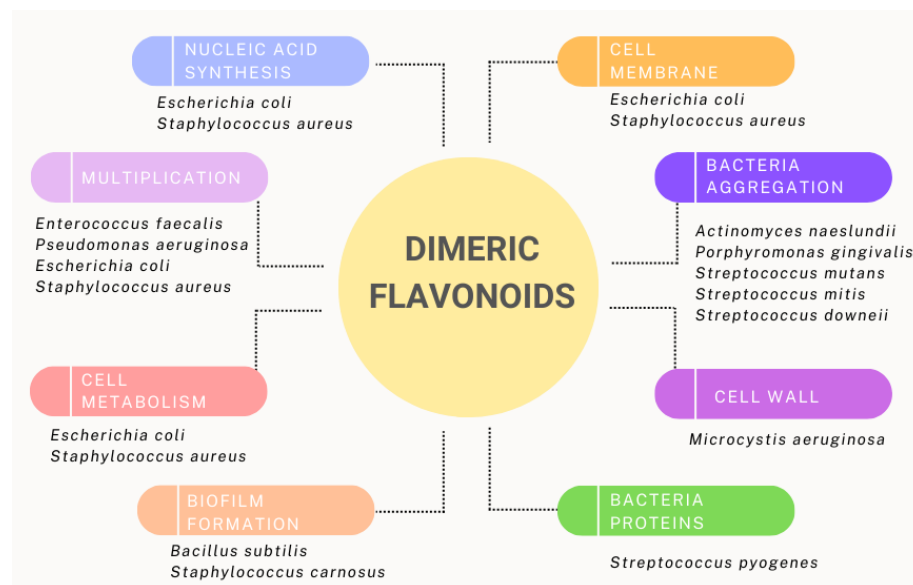 NUCLEIC ACID
SYNTHESIS
Escherichia coli
Staphylococcus aureus
CELL
MEMBRANE
Escherichia coli
Staphylococcus aureus
MULTIPLICATION
Enterococcus faecalis
Pseudomonas aeruginosa
Escherichia coli
Staphylococcus aureus
BACTERIA
AGGREGATION
Actinomyces naeslundii
Porphyromonas gingivalis
Streptococcus mutans
Streptococcus mitis
Streptococcus downeii
DIMERIC
FLAVONOIDS
CELL
METABOLISM
Escherichia coli
Staphylococcus aureus
CELL WALL
Microcystis aeruginosa
BIOFILM
FORMATION
Bacillus subtilis
Staphylococcus carnosus
BACTERIA
PROTEINS
Streptococcus pyogenes